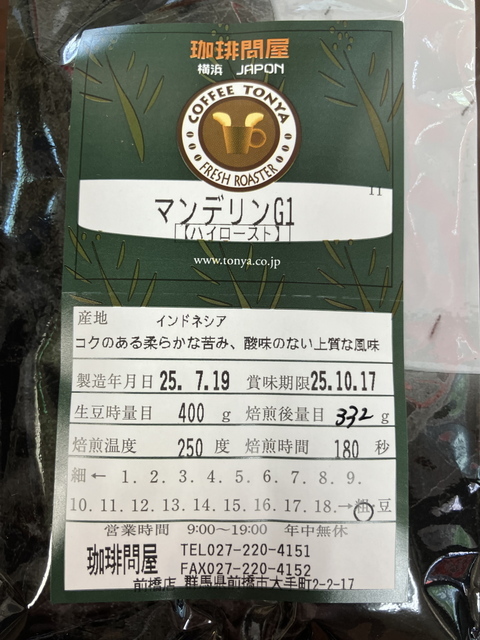 珈琲問屋
横浜 JAPON
COFFEE TONYA
FRESH ROASTER
11
マンデリンG1
【ハイロースト】
www.tonya.co.jp
産地 インドネシア
コクのある柔らかな苦み、酸味のない上質な風味
製造年月日 25. 7.19 賞味期限 25.10.17
生豆時量目 400 g 焙煎後量目 332 g
焙煎温度 250 度 焙煎時間 180 秒
細← 1. 2. 3. 4. 5. 6. 7. 8. 9.
10. 11. 12. 13. 14. 15. 16. 17. 18. →粗 豆
営業時間 9:00～19:00 年中無休
珈琲問屋 TEL027-220-4151
FAX027-220-4152
前橋店 群馬県前橋市大手町2-2-17